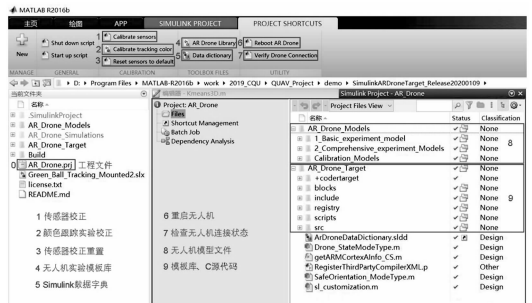 MATLAB R2016b
主页 绘图 APP SIMULINK PROJECT PROJECT SHORTCUTS
New
Shut down script
Start up script
1 Calibrate sensors
2 Calibrate tracking color
3 Reset sensors to default
4 AR Drone Library
5 Data dictionary
6 Reboot AR Drone
7 Verify Drone Connection
MANAGE GENERAL CALIBRATION TOOLBOX FILES UTILITY
D: ▸ Program Files ▸ MATLAB-R2016b ▸ work ▸ 2019_CQU ▸ QUAV_Project ▸ demo ▸ SimulinkARDroneTarget_Release20200109 ▸
当前文件夹
名称
.SimulinkProject
AR_Drone_Models
AR_Drone_Simulations
AR_Drone_Target
Build
0 AR_Drone.prj 工程文件
Green_Ball_Tracking_Mounted2.slx
license.txt
README.md
1 传感器校正
2 颜色跟踪实验校正
3 传感器校正重置
4 无人机实验模板库
5 Simulink数据字典
编辑器 - Kmeans3D.m
Project: AR_Drone
Files
Shortcut Management
Batch Job
Dependency Analysis
6 重启无人机
7 检查无人机连接状态
8 无人机模型文件
9 模板库、C源代码
Simulink Project - AR_Drone
Project Files View
名称 Status Classification
AR_Drone_Models None
1_Basic_experiment_model None
8
2_Comprehensive_experiment_Models None
Calibration_Models None
AR_Drone_Target None
+codertarget None
blocks None
include None
9
registry None
scripts None
src None
ArDroneDataDictionary.sldd Design
Drone_StateModeType.m Design
getARMCortexAInfo_CS.m Design
RegisterThirdPartyCompilerXML.p Other
SafeOrientation_ModeType.m Design
sl_customization.m Design